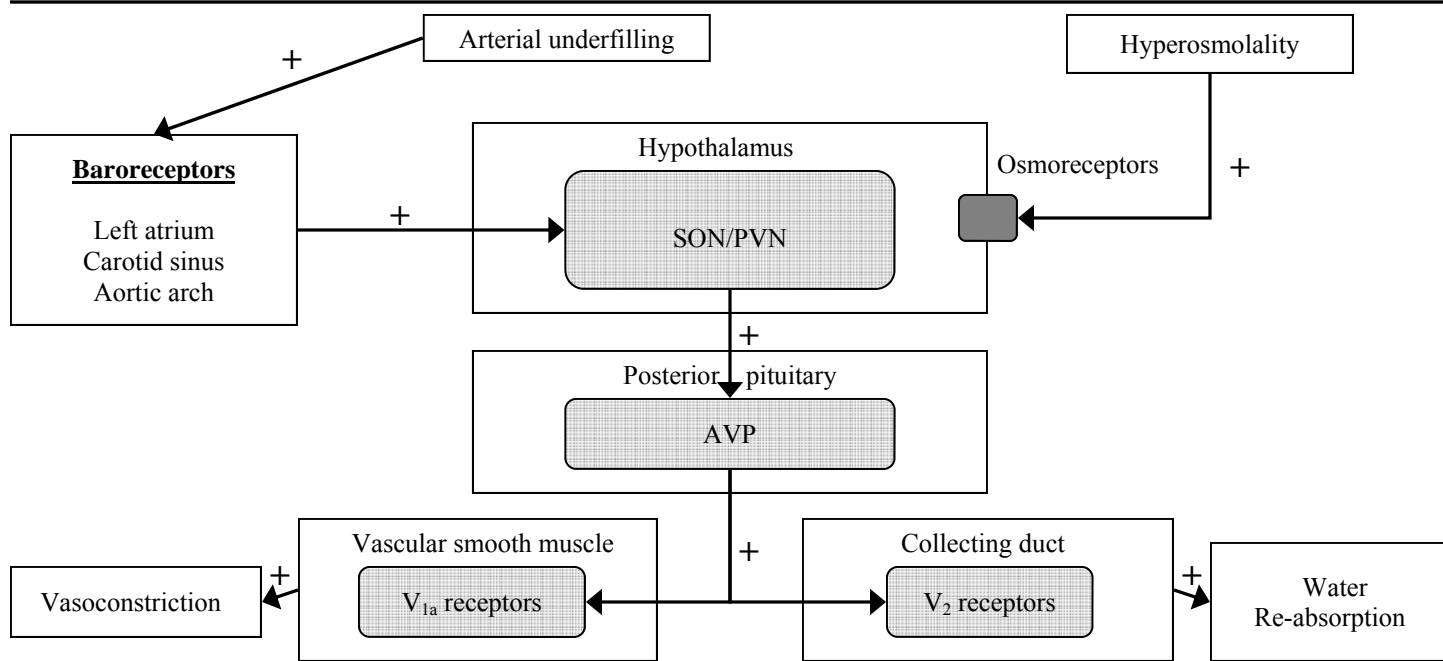 Arterial underfilling
+
Hyperosmolality
+
Baroreceptors
Left atrium
Carotid sinus
Aortic arch
+
Hypothalamus
SON/PVN
Osmoreceptors
+
Posterior pituitary
AVP
+
Vascular smooth muscle
V1a receptors
+
Vasoconstriction
Collecting duct
V2 receptors
+
Water
Re-absorption